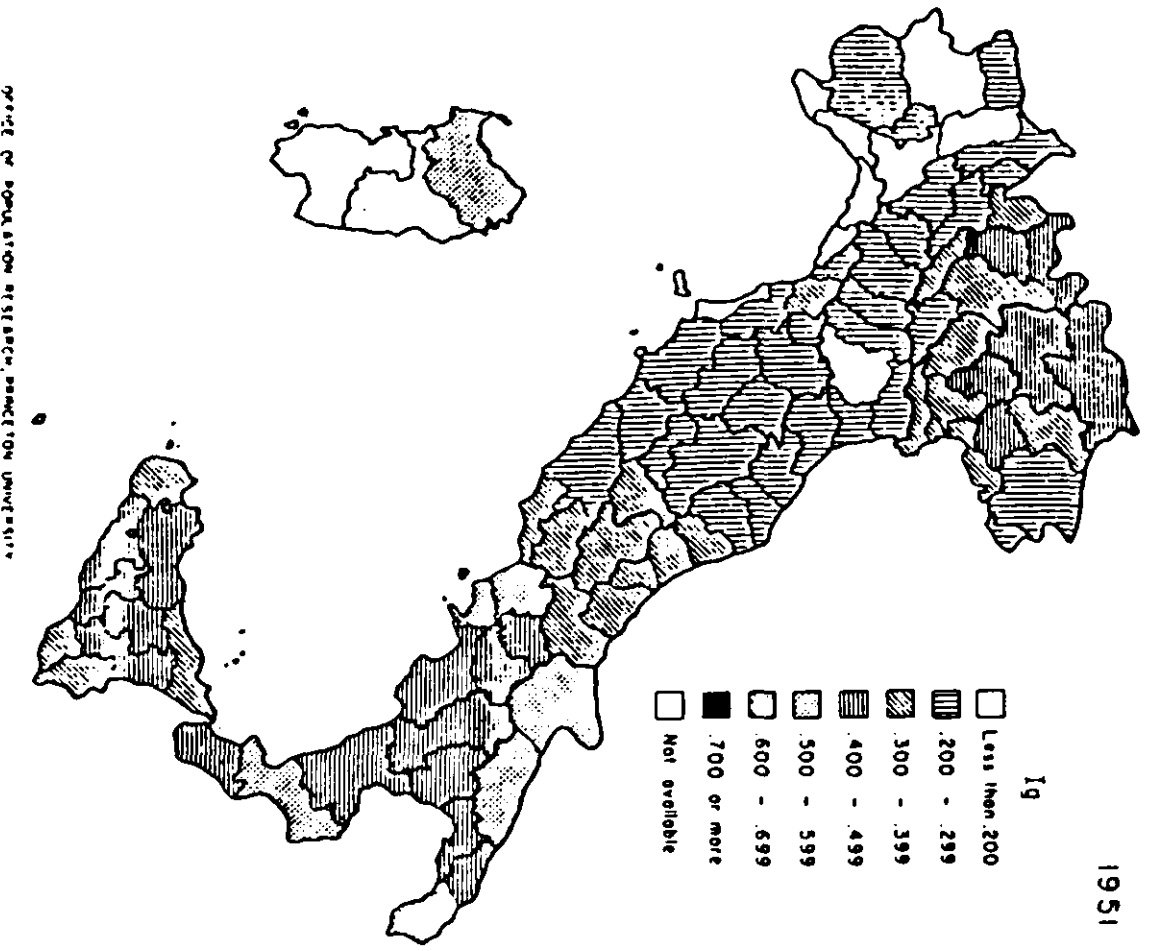 1951
Ig
Less than .200
.200 - .299
.300 - .399
.400 - .499
.500 - .599
.600 - .699
.700 or more
Not available
OFFICE OF POPULATION RESEARCH, PRINCETON UNIVERSITY